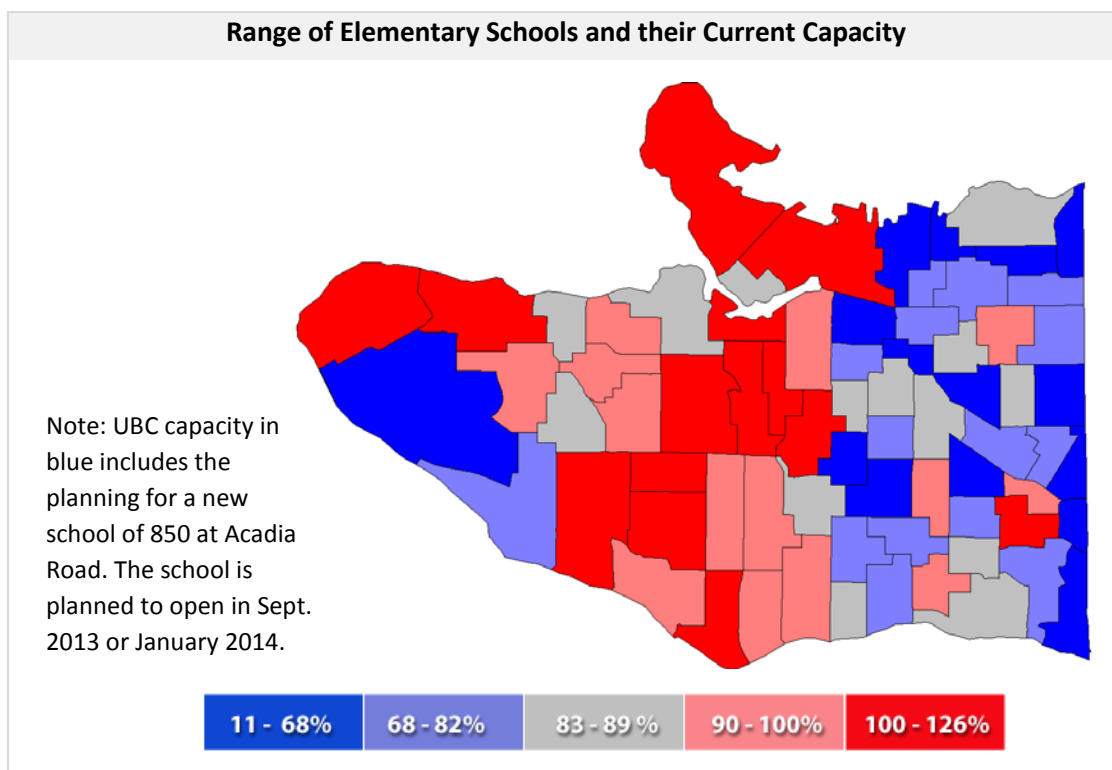 Range of Elementary Schools and their Current Capacity
Note: UBC capacity in
blue includes the
planning for a new
school of 850 at Acadia
Road. The school is
planned to open in Sept.
2013 or January 2014.
11 - 68% 68 - 82% 83 - 89 % 90 - 100% 100 - 126%